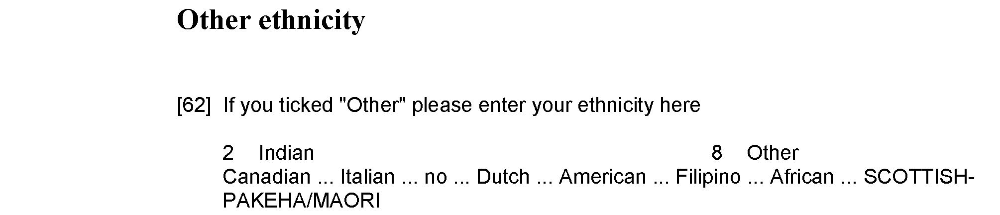 Other ethnicity
[62] If you ticked "Other" please enter your ethnicity here
2 Indian 8 Other
Canadian ... Italian ... no ... Dutch ... American ... Filipino ... African ... SCOTTISH-
PAKEHA/MAORI